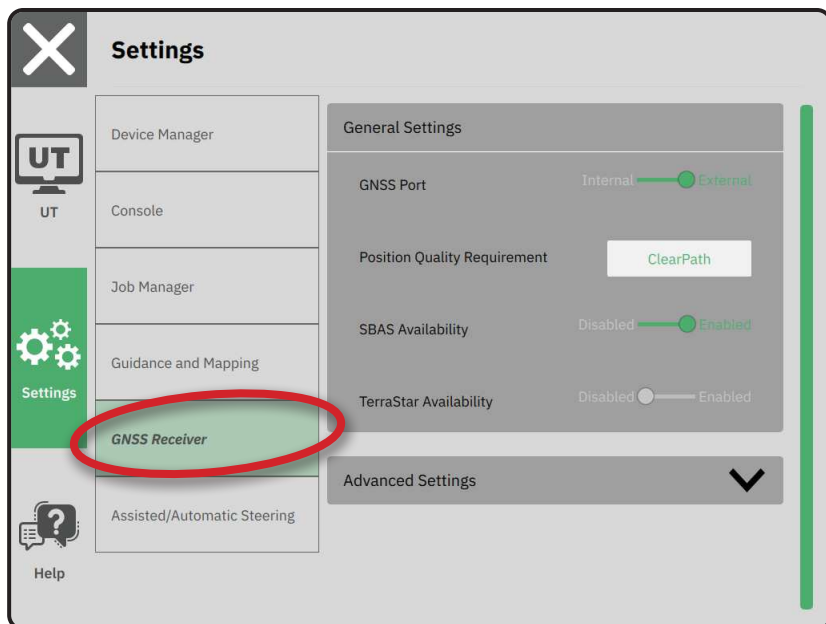 Settings
UT
UT
Settings
Help
Device Manager
Console
Job Manager
Guidance and Mapping
GNSS Receiver
Assisted/Automatic Steering
General Settings
GNSS Port Internal External
Position Quality Requirement ClearPath
SBAS Availability Disabled Enabled
TerraStar Availability Disabled Enabled
Advanced Settings